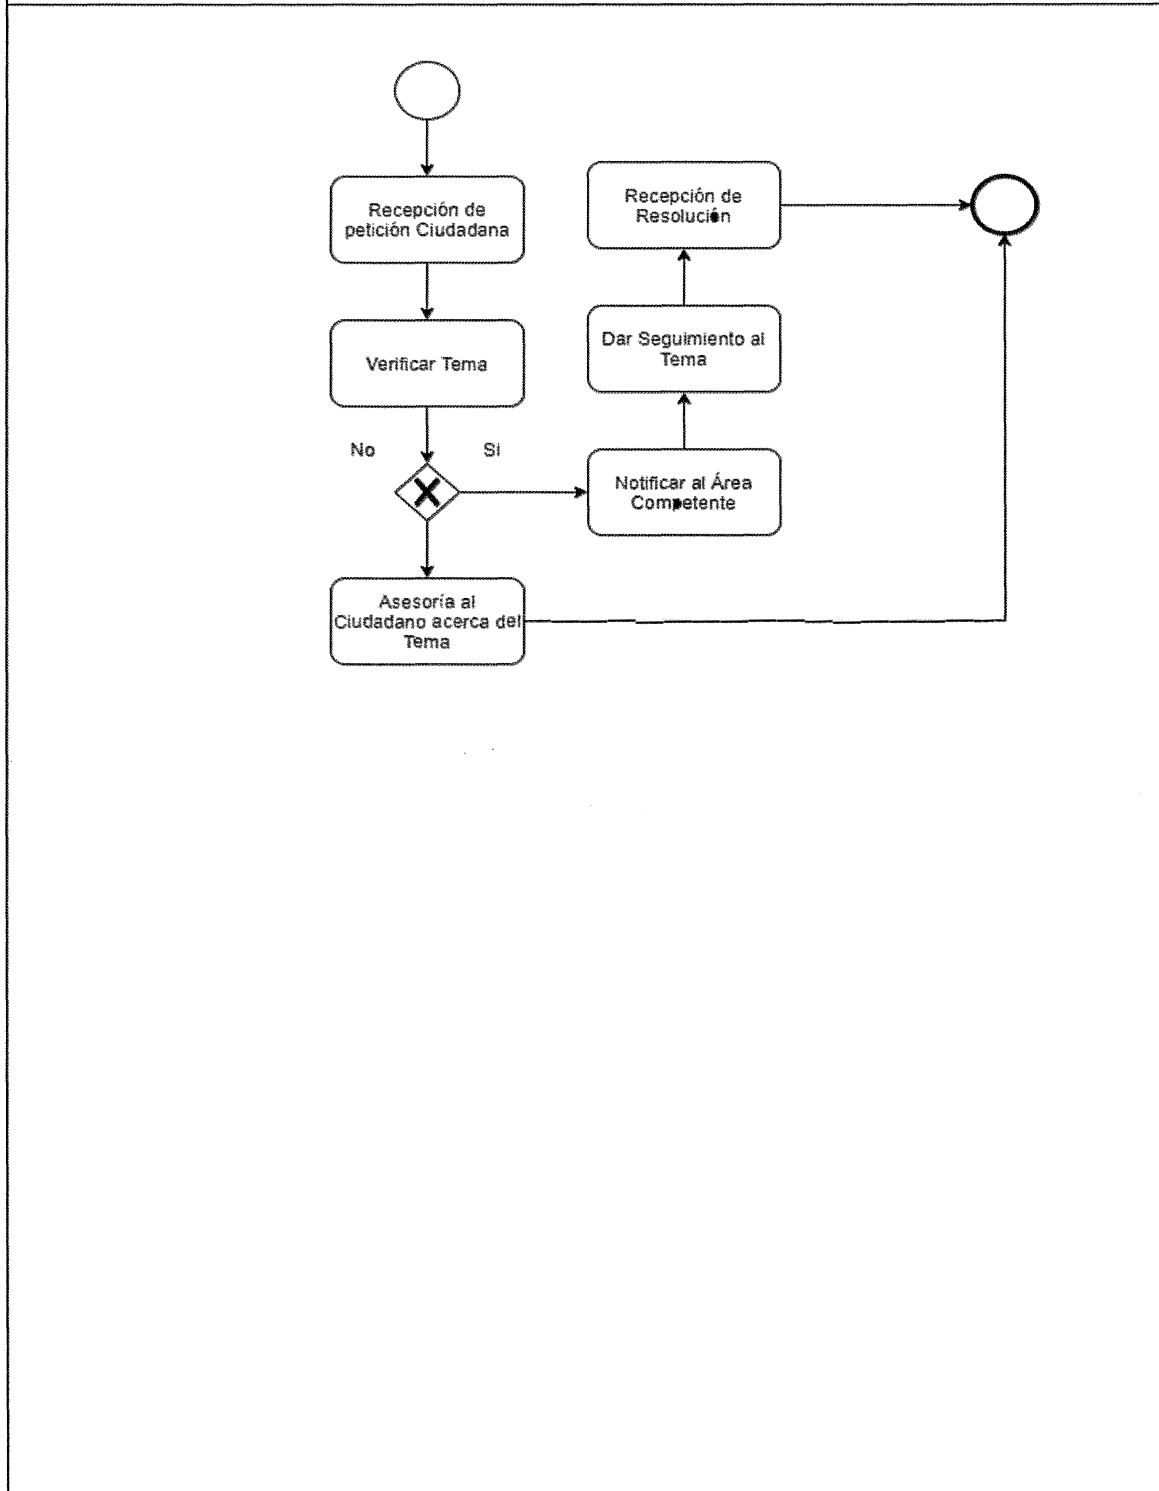 Recepción de
petición Ciudadana
Verificar Tema
No
Si
Asesoría al
Ciudadano acerca del
Tema
Notificar al Área
Competente
Dar Seguimiento al
Tema
Recepción de
Resolución